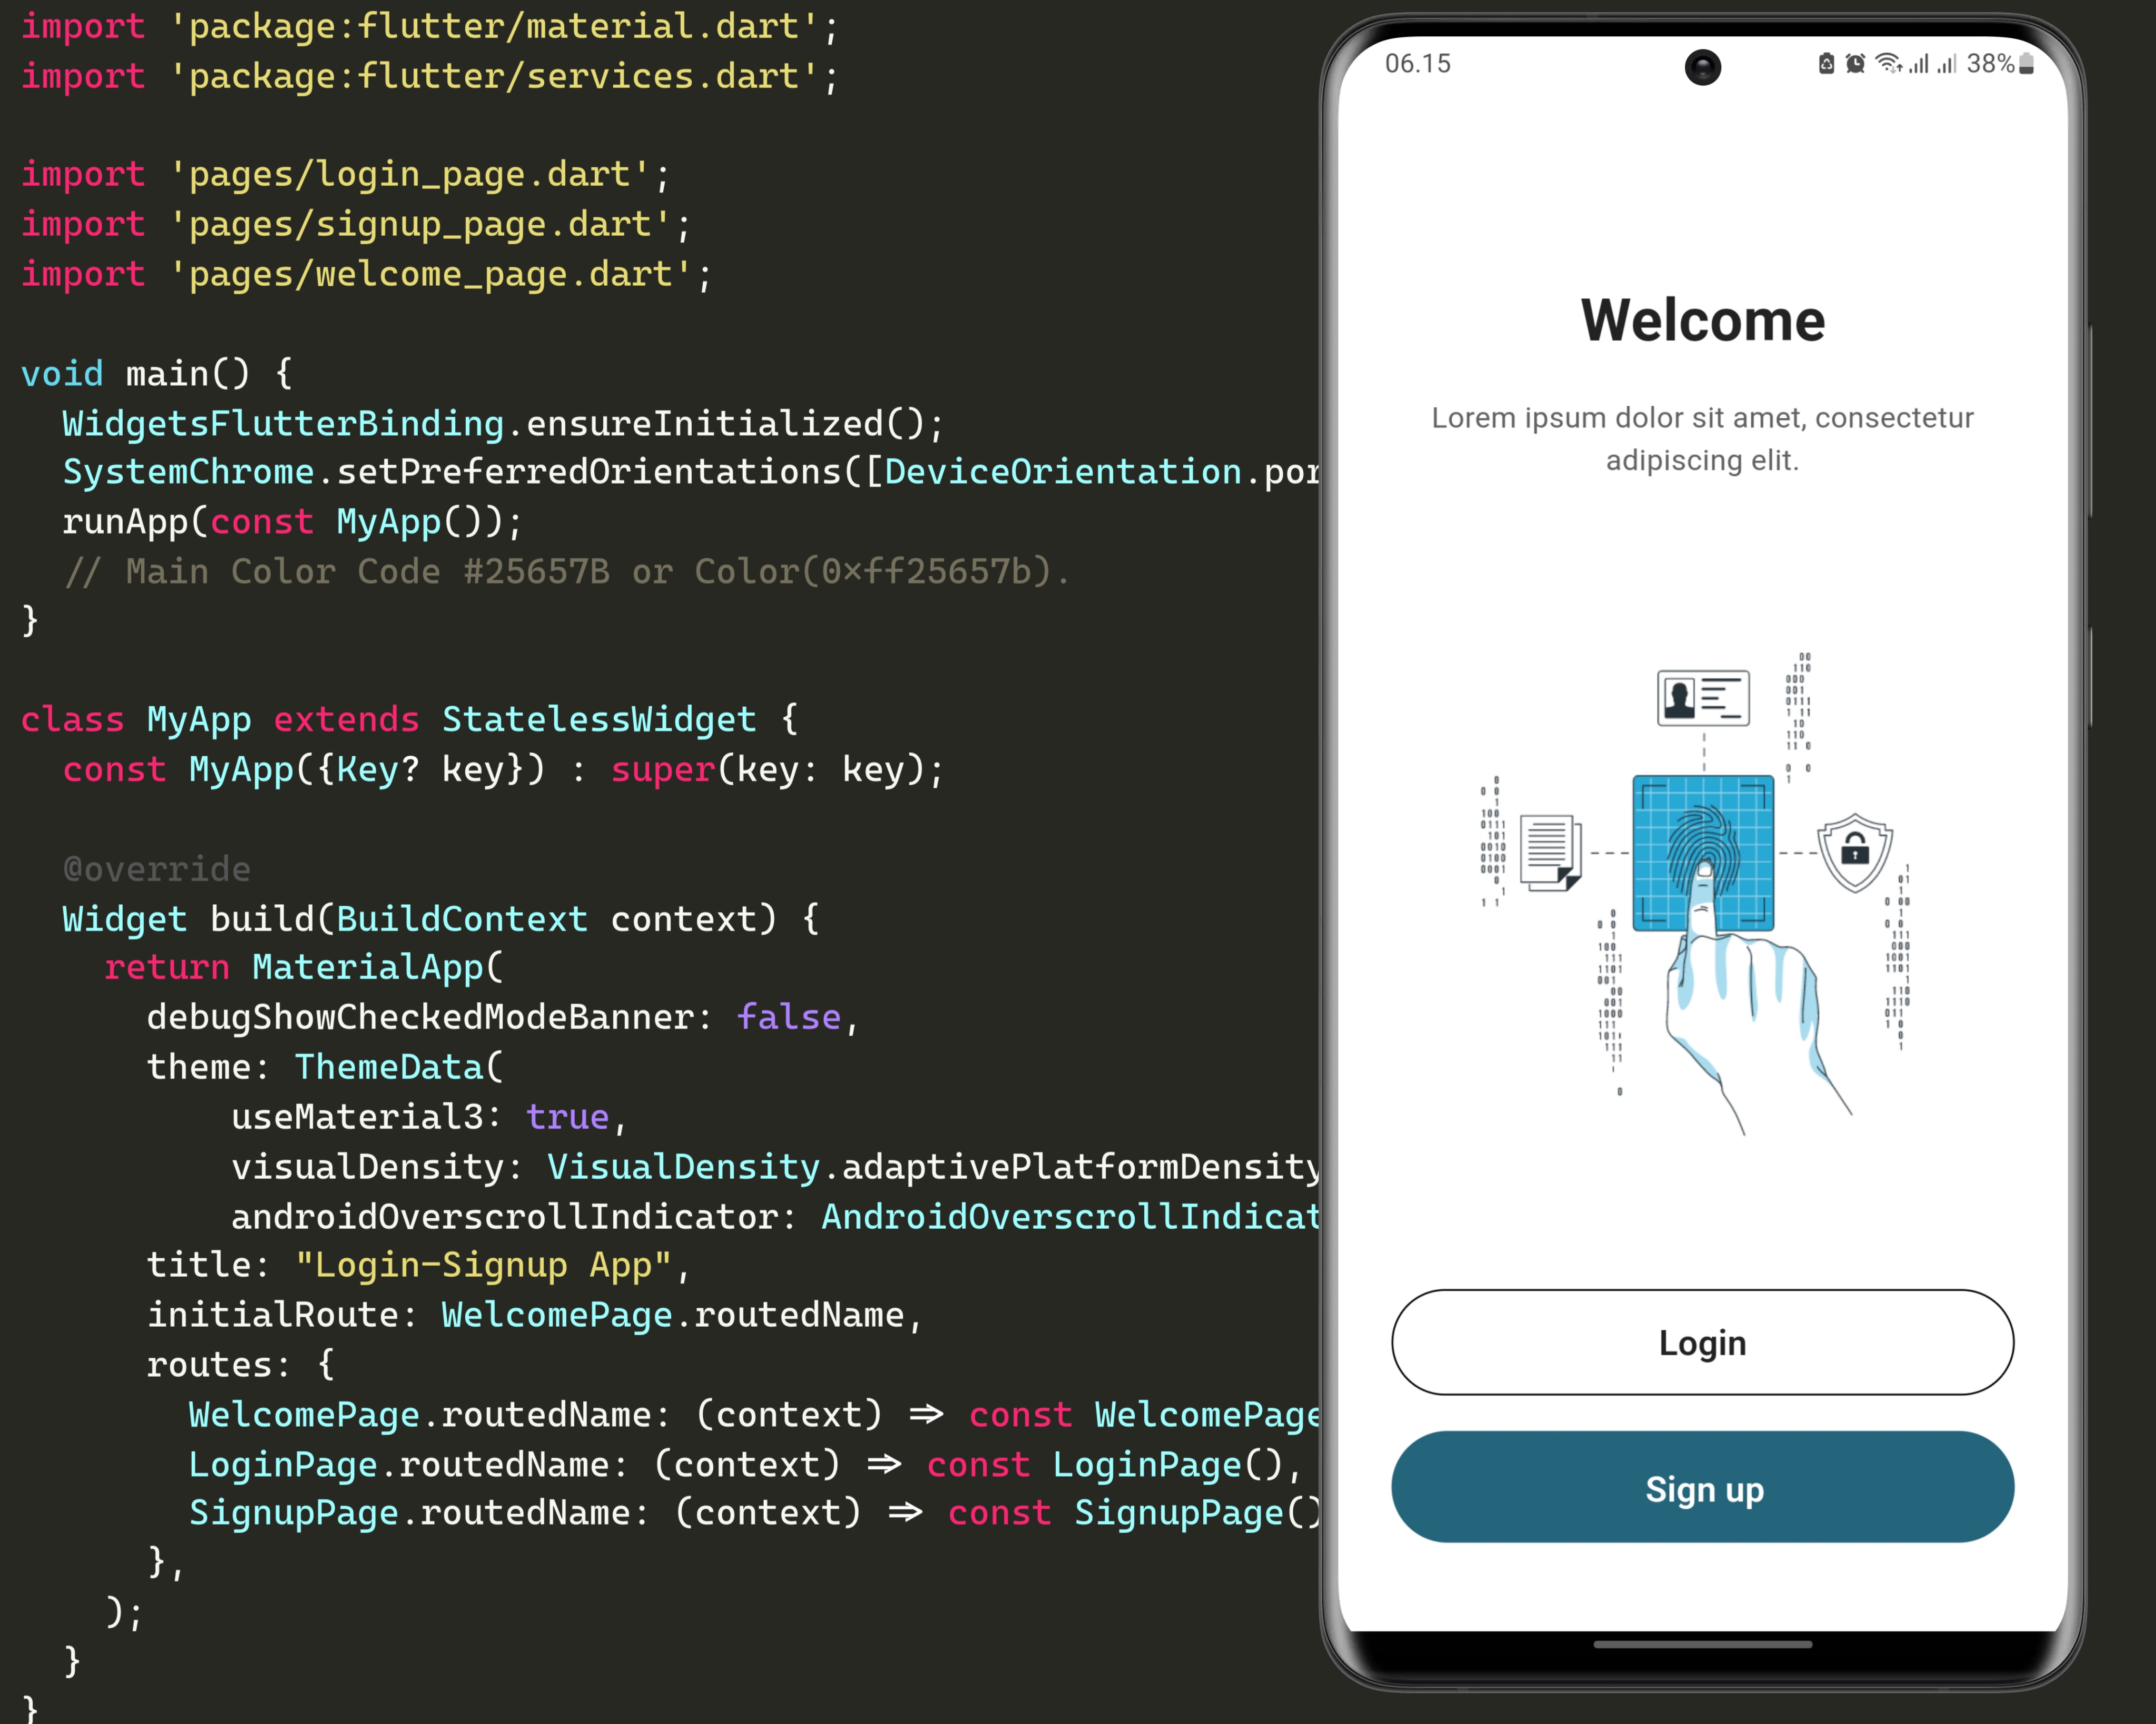 import 'package:flutter/material.dart';
import 'package:flutter/services.dart';
import 'pages/login_page.dart';
import 'pages/signup_page.dart';
import 'pages/welcome_page.dart';
void main() {
  WidgetsFlutterBinding.ensureInitialized();
  SystemChrome.setPreferredOrientations([DeviceOrientation.por
  runApp(const MyApp());
  // Main Color Code #25657B or Color(0xff25657b).
}
class MyApp extends StatelessWidget {
  const MyApp({Key? key}) : super(key: key);
  @override
  Widget build(BuildContext context) {
    return MaterialApp(
      debugShowCheckedModeBanner: false,
      theme: ThemeData(
          useMaterial3: true,
          visualDensity: VisualDensity.adaptivePlatformDensity
          androidOverscrollIndicator: AndroidOverscrollIndicat
      title: "Login-Signup App",
      initialRoute: WelcomePage.routedName,
      routes: {
        WelcomePage.routedName: (context) => const WelcomePage
        LoginPage.routedName: (context) => const LoginPage(),
        SignupPage.routedName: (context) => const SignupPage()
      },
    );
  }
}
06.15
38%
Welcome
Lorem ipsum dolor sit amet, consectetur
adipiscing elit.
Login
Sign up